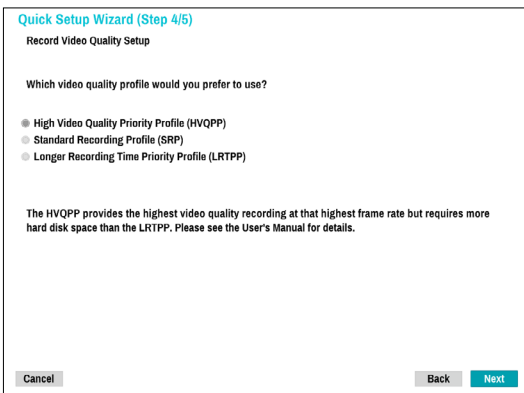 Quick Setup Wizard (Step 4/5)
Record Video Quality Setup
Which video quality profile would you prefer to use?
High Video Quality Priority Profile (HVQPP)
Standard Recording Profile (SRP)
Longer Recording Time Priority Profile (LRTPP)
The HVQPP provides the highest video quality recording at that highest frame rate but requires more
hard disk space than the LRTPP. Please see the User's Manual for details.
Cancel Back Next